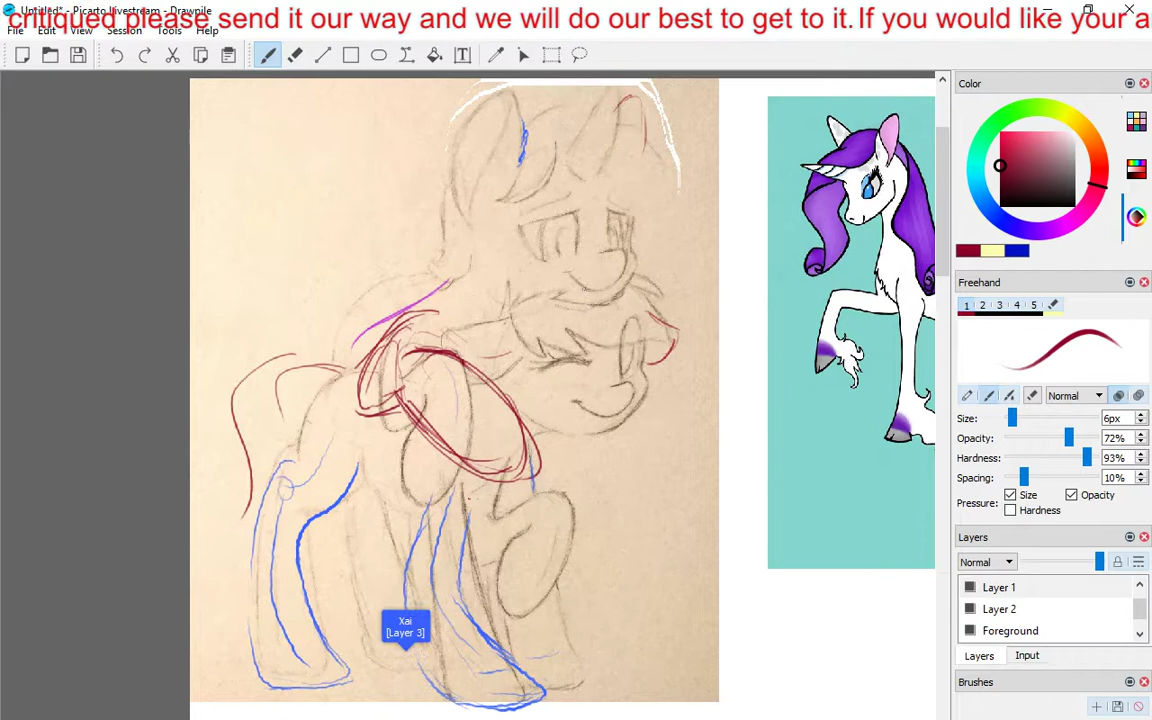 Untitled* - Picarto livestream - Drawpile
critiqued please send it our way and we will do our best to get to it. If you would like your a
File Edit View Layer Session Tools Help
Color
Freehand
1 2 3 4 5
Normal
Size: 6px
Opacity: 72%
Hardness: 93%
Spacing: 10%
Pressure: Size Opacity
Hardness
Layers
Normal
Layer 1
Layer 2
Foreground
Layers Input
Brushes
Xai
[Layer 3]